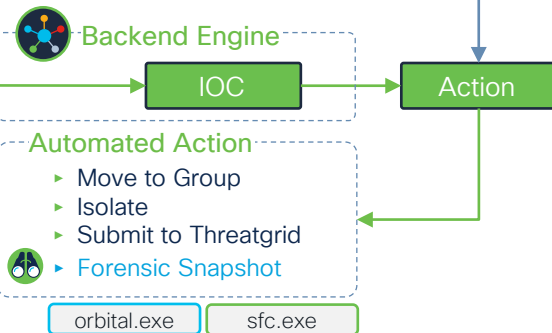 Backend Engine
IOC
Action
Automated Action
▸ Move to Group
▸ Isolate
▸ Submit to Threatgrid
▸ Forensic Snapshot
orbital.exe
sfc.exe